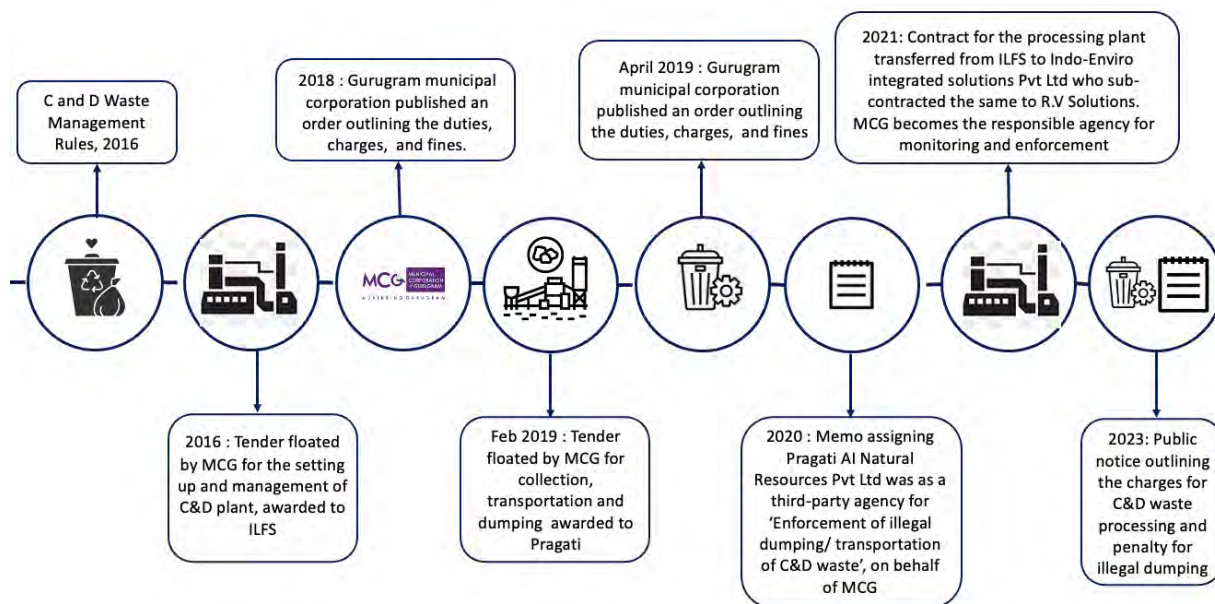 C and D Waste
Management
Rules, 2016
2016 : Tender floated
by MCG for the setting
up and management of
C&D plant, awarded to
ILFS
2018 : Gurugram municipal
corporation published an
order outlining the duties,
charges, and fines.
MCG
MUNICIPAL
CORPORATION
OF GURUGRAM
Feb 2019 : Tender
floated by MCG for
collection,
transportation and
dumping awarded to
Pragati
April 2019 : Gurugram
municipal corporation
published an order outlining
the duties, charges, and fines
2020 : Memo assigning
Pragati AI Natural
Resources Pvt Ltd was as a
third-party agency for
‘Enforcement of illegal
dumping/ transportation
of C&D waste’, on behalf
of MCG
2021: Contract for the processing plant
transferred from ILFS to Indo-Enviro
integrated solutions Pvt Ltd who sub-
contracted the same to R.V Solutions.
MCG becomes the responsible agency for
monitoring and enforcement
2023: Public
notice outlining
the charges for
C&D waste
processing and
penalty for
illegal dumping